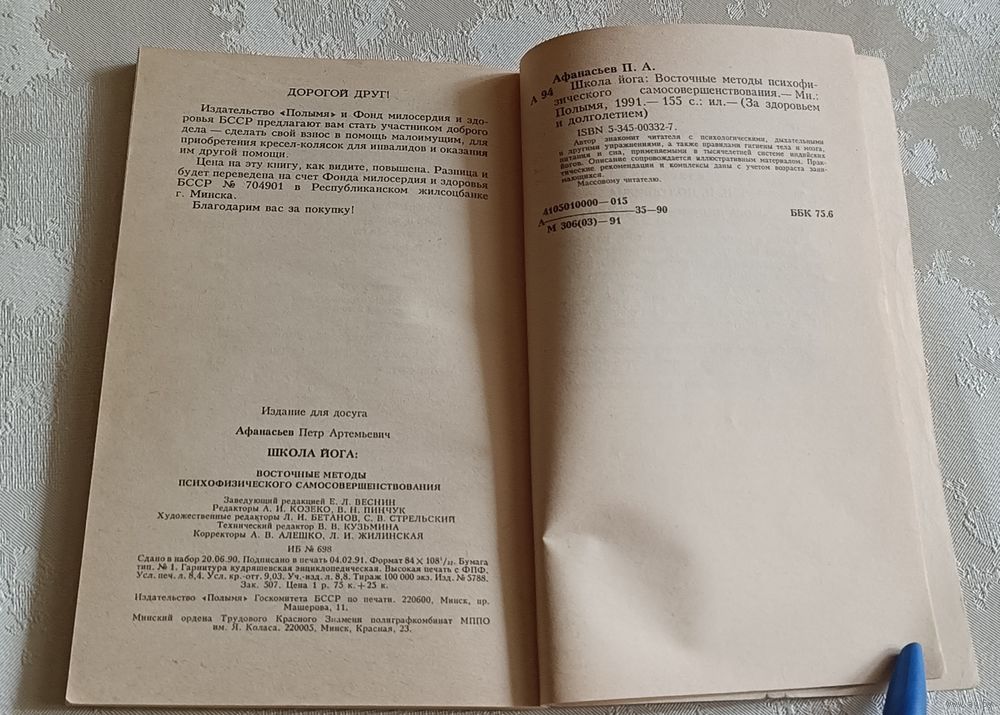 ДОРОГОЙ ДРУГ!
Издательство «Полымя» и Фонд милосердия и здо-
ровья БССР предлагают вам стать участником доброго
дела — сделать свой взнос в помощь малоимущим, для
приобретения кресел-колясок для инвалидов и оказания
им другой помощи.
Цена на эту книгу, как видите, повышена. Разница и
будет переведена на счет Фонда милосердия и здоровья
БССР № 704901 в Республиканском жилсоцбанке
г. Минска.
Благодарим вас за покупку!
Издание для досуга
Афанасьев Петр Артемьевич
ШКОЛА ЙОГА:
ВОСТОЧНЫЕ МЕТОДЫ
ПСИХОФИЗИЧЕСКОГО САМОСОВЕРШЕНСТВОВАНИЯ
Заведующий редакцией Е. Л. ВЕСНИН
Редакторы А. И. КОЗЕКО, В. Н. ПИНЧУК
Художественные редакторы Л. И. БЕТАНОВ, С. В. СТРЕЛЬСКИЙ
Технический редактор В. В. КУЗЬМИНА
Корректоры А. В. АЛЕШКО, Л. И. ЖИЛИНСКАЯ
ИБ № 698
Сдано в набор 20.06.90. Подписано в печать 04.02.91. Формат 84 × 108¹/₃₂. Бумага
тип. № 1. Гарнитура кудряшевская энциклопедическая. Высокая печать с ФПФ.
Усл. печ. л. 8,4. Усл. кр.-отт. 9,03. Уч.-изд. л. 8,8. Тираж 100 000 экз. Изд. № 5788.
Зак. 507. Цена 1 р. 75 к. + 25 к.
Издательство «Полымя» Госкомитета БССР по печати. 220600, Минск, пр.
Машерова, 11.
Минский ордена Трудового Красного Знамени полиграфкомбинат МППО
им. Я. Коласа. 220005, Минск, Красная, 23.
Афанасьев П. А.
А 94 Школа йога: Восточные методы психофи-
зического самосовершенствования.— Мн.:
Полымя, 1991.— 155 с.: ил.— (За здоровьем
и долголетием)
ISBN 5-345-00332-7.
Автор знакомит читателя с психологическими, дыхательными
и другими упражнениями, а также правилами гигиены тела и мозга,
питания и сна, применяемыми в тысячелетней системе индийских
йогов. Описание сопровождается иллюстративным материалом. Прак-
тические рекомендации и комплексы даны с учетом возраста зани-
мающихся.
Массовому читателю.
4105010000—015
А 35—90 ББК 75.6
М 306(03)—91